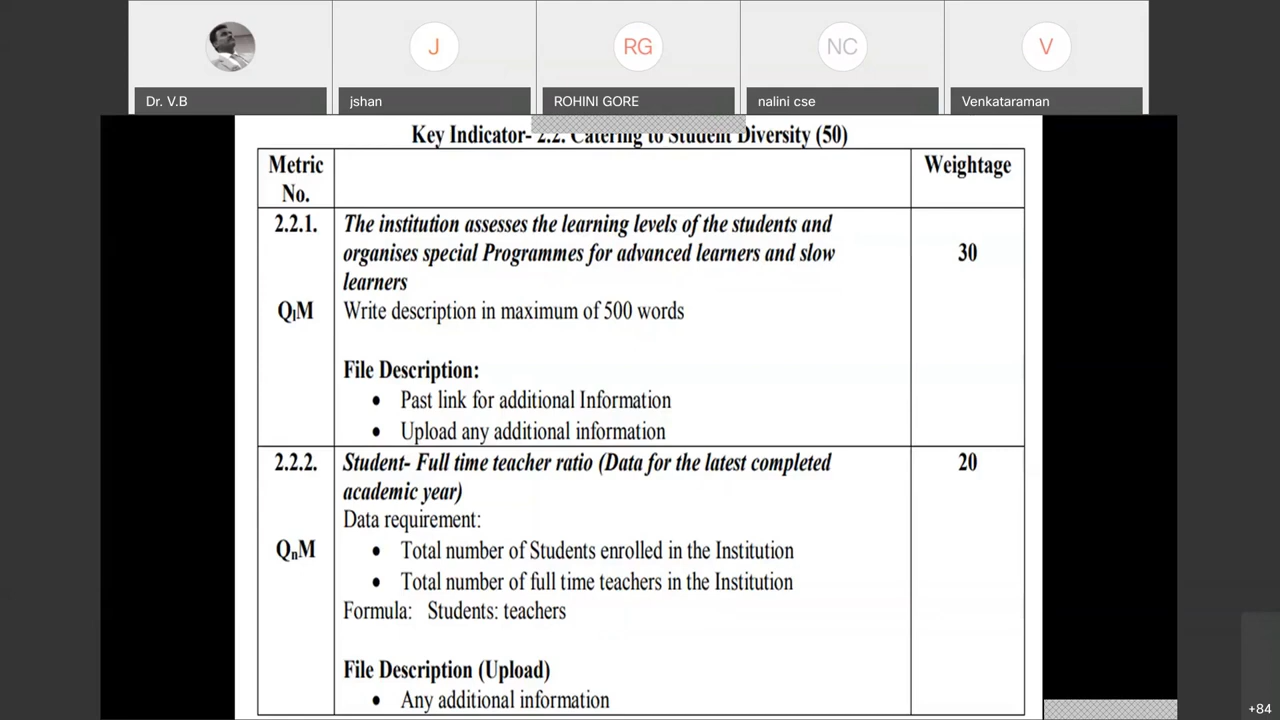 J
RG
NC
V
Dr. V.B
jshan
ROHINI GORE
nalini cse
Venkataraman
Key Indicator- 2.2. Catering to Student Diversity (50)
Metric No.
Weightage
2.2.1.
The institution assesses the learning levels of the students and
organises special Programmes for advanced learners and slow
learners
30
QlM
Write description in maximum of 500 words
File Description:
• Past link for additional Information
• Upload any additional information
2.2.2.
Student- Full time teacher ratio (Data for the latest completed
academic year)
20
Data requirement:
QnM
• Total number of Students enrolled in the Institution
• Total number of full time teachers in the Institution
Formula: Students: teachers
File Description (Upload)
• Any additional information
+84